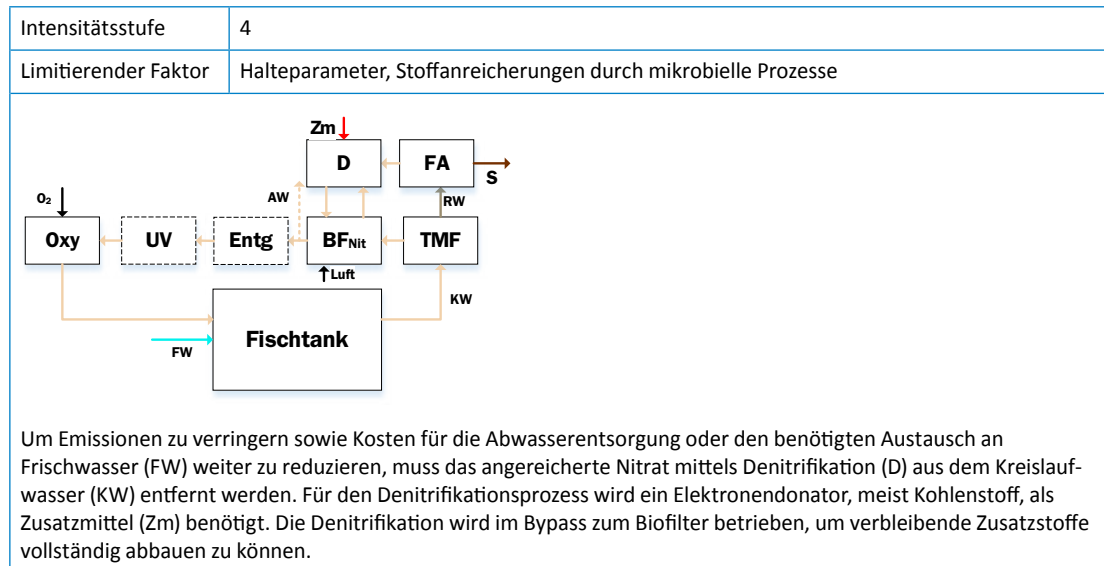 Intensitätsstufe 4
Limitierender Faktor Halteparameter, Stoffanreicherungen durch mikrobielle Prozesse
Zm
D
FA
S
AW
RW
O₂
Oxy
UV
Entg
BFNit
TMF
Luft
KW
Fischtank
FW
Um Emissionen zu verringern sowie Kosten für die Abwasserentsorgung oder den benötigten Austausch an
Frischwasser (FW) weiter zu reduzieren, muss das angereicherte Nitrat mittels Denitrifikation (D) aus dem Kreislauf-
wasser (KW) entfernt werden. Für den Denitrifikationsprozess wird ein Elektronendonator, meist Kohlenstoff, als
Zusatzmittel (Zm) benötigt. Die Denitrifikation wird im Bypass zum Biofilter betrieben, um verbleibende Zusatzstoffe
vollständig abbauen zu können.